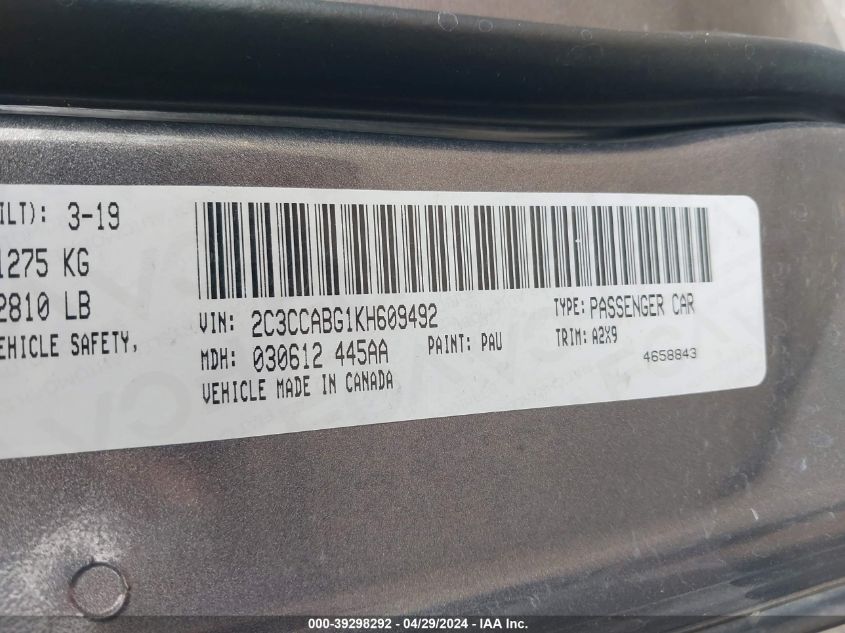 ILT): 3-19
1275 KG
2810 LB
EHICLE SAFETY,
VIN: 2C3CCABG1KH609492
TYPE: PASSENGER CAR
MDH: 030612 445AA
PAINT: PAU
TRIM: A2X9
4658843
VEHICLE MADE IN CANADA
000-39298292 - 04/29/2024 - IAA Inc.